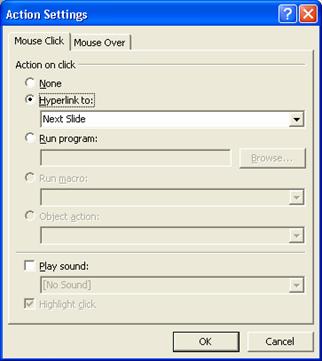 Action Settings
Mouse Click Mouse Over
Action on click
None
Hyperlink to:
Next Slide
Run program:
Browse...
Run macro:
Object action:
Play sound:
[No Sound]
Highlight click
OK Cancel